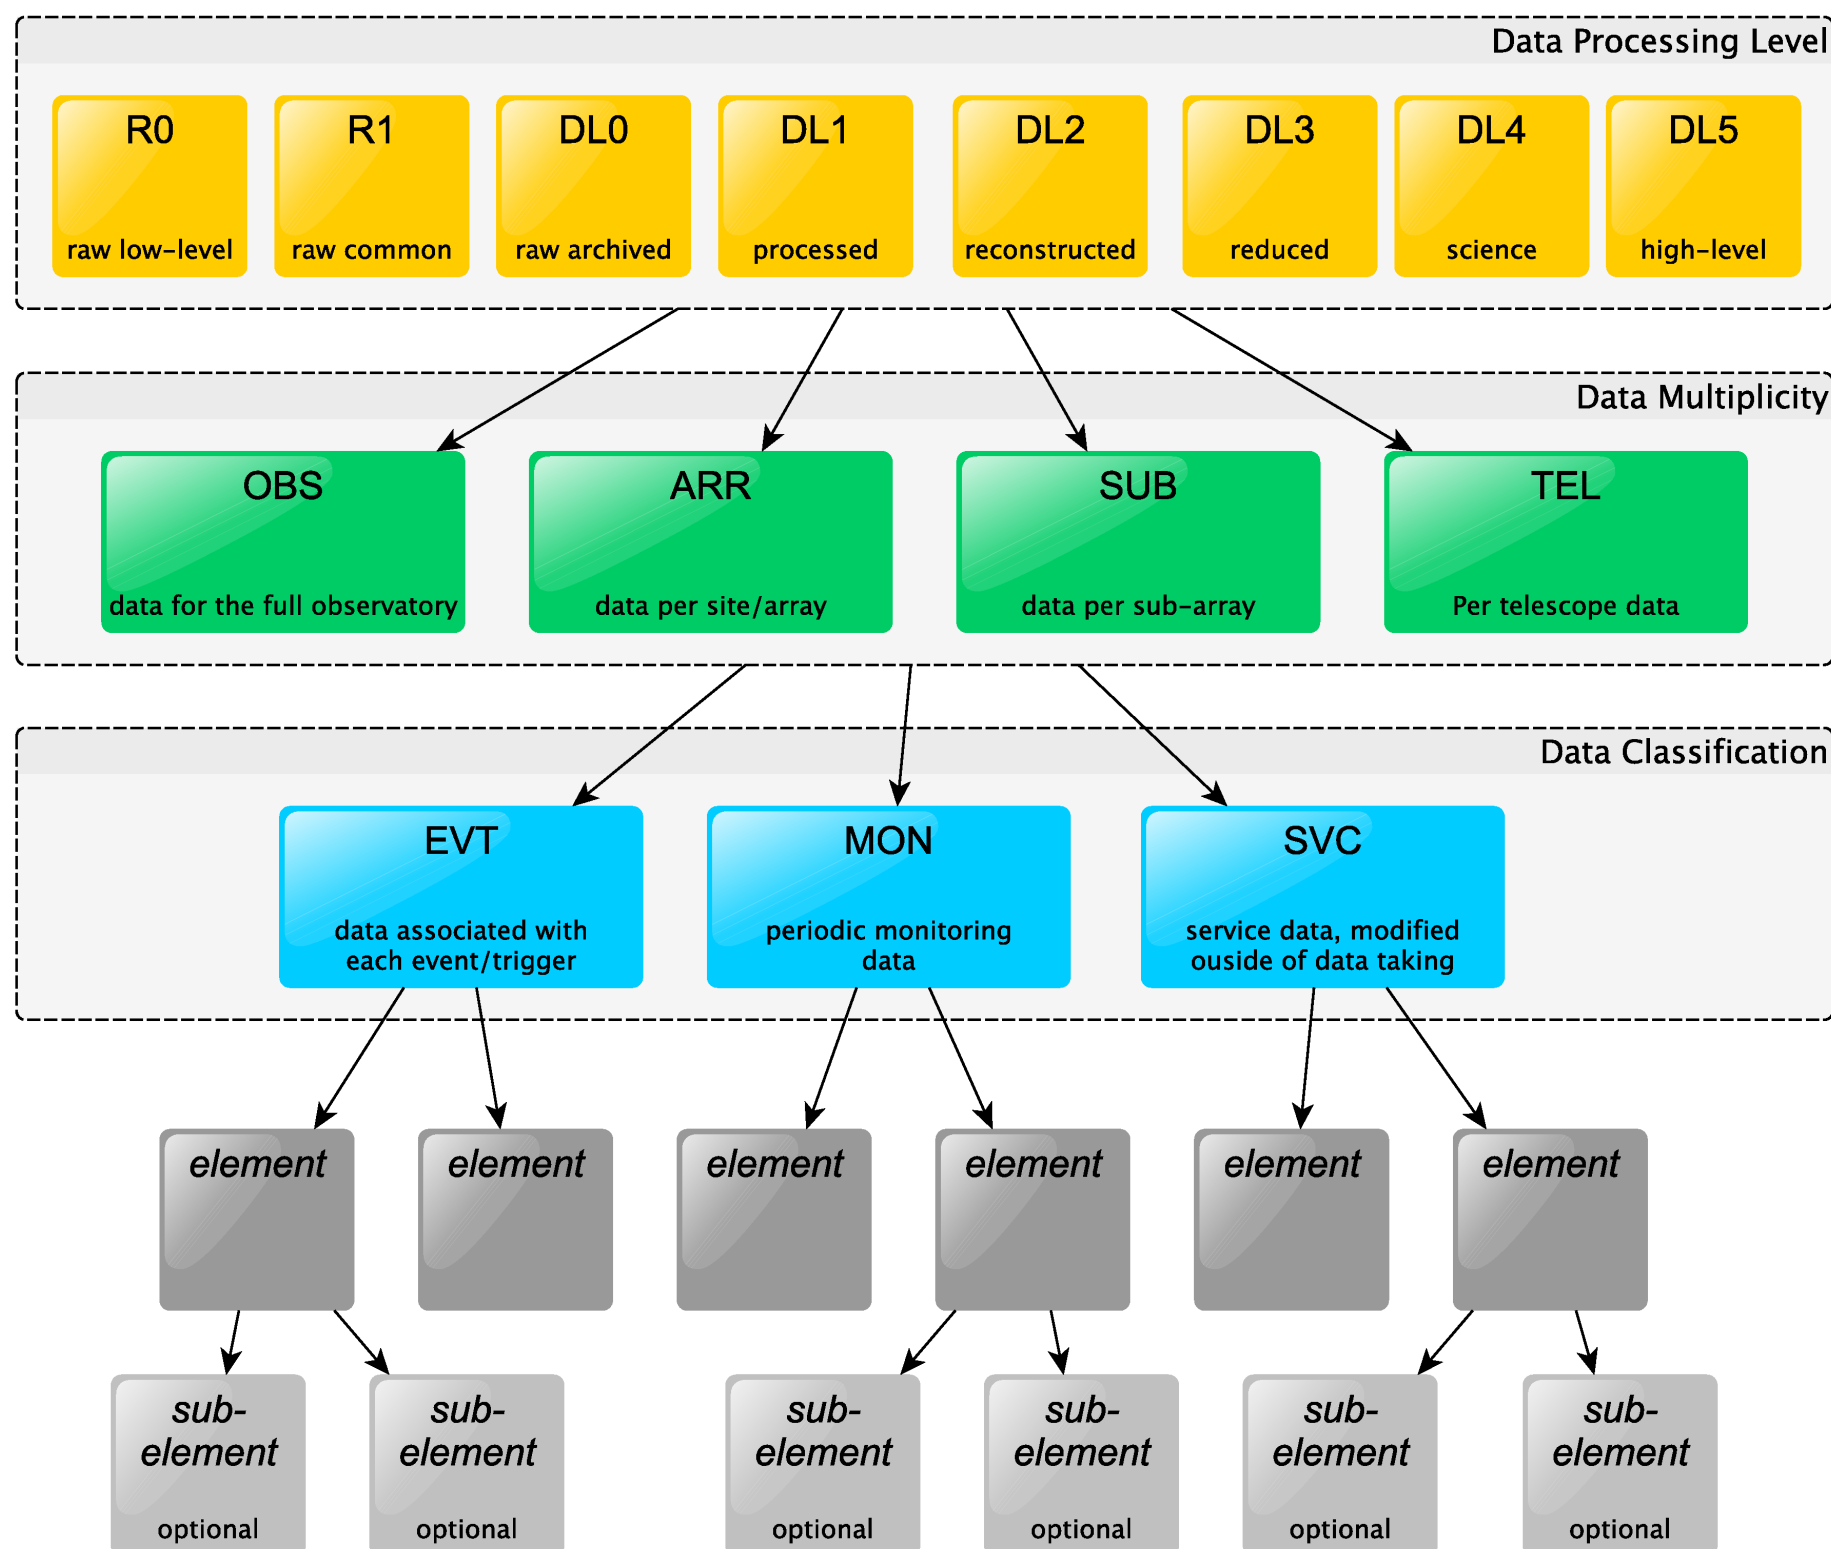 Data Processing Level
R0
R1
DL0
DL1
DL2
DL3
DL4
DL5
raw low-level
raw common
raw archived
processed
reconstructed
reduced
science
high-level
Data Multiplicity
OBS
ARR
SUB
TEL
data for the full observatory
data per site/array
data per sub-array
Per telescope data
Data Classification
EVT
data associated with
each event/trigger
MON
periodic monitoring
data
SVC
service data, modified
ouside of data taking
element
element
element
element
element
element
sub-
element
optional
sub-
element
optional
sub-
element
optional
sub-
element
optional
sub-
element
optional
sub-
element
optional